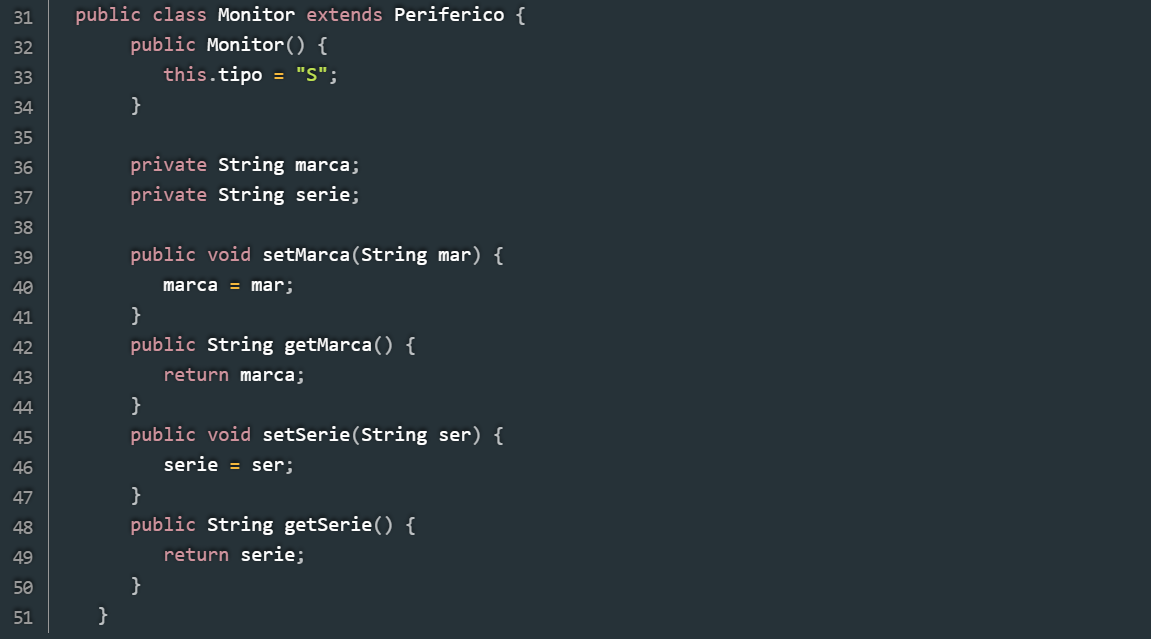 31 public class Monitor extends Periferico {
32 public Monitor() {
33 this.tipo = "S";
34 }
35
36 private String marca;
37 private String serie;
38
39 public void setMarca(String mar) {
40 marca = mar;
41 }
42 public String getMarca() {
43 return marca;
44 }
45 public void setSerie(String ser) {
46 serie = ser;
47 }
48 public String getSerie() {
49 return serie;
50 }
51 }